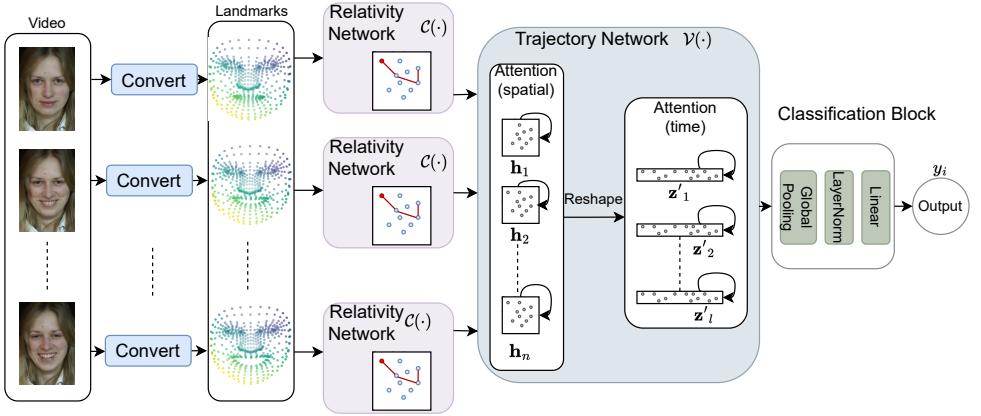 Video
Convert
Convert
Convert
Landmarks
Relativity
Network 𝒞(·)
Relativity
Network 𝒞(·)
Relativity
Network 𝒞(·)
Trajectory Network 𝒱(·)
Attention
(spatial)
h₁
h₂
hₙ
Reshape
Attention
(time)
z′₁
z′₂
z′ₗ
Classification Block
Global
Pooling
LayerNorm
Linear
yᵢ
Output